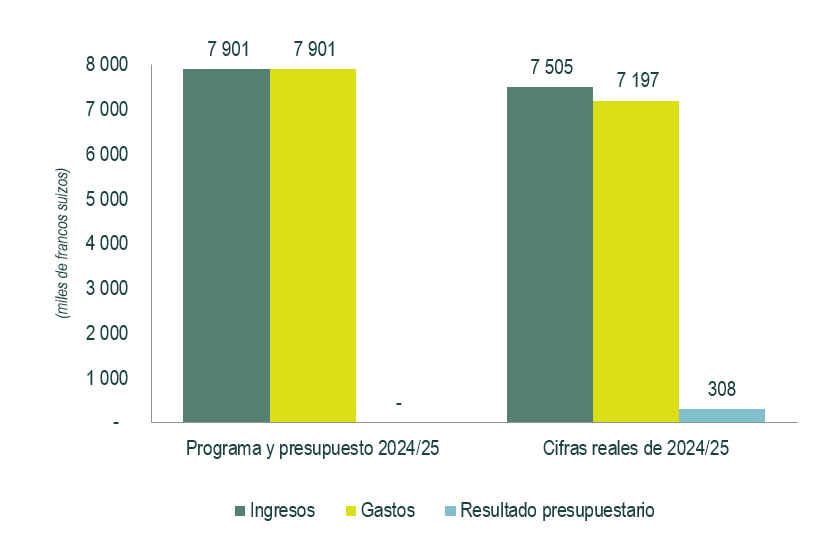 7 901
7 901
7 505
7 197
308
-
8 000
7 000
6 000
5 000
4 000
3 000
2 000
1 000
-
(miles de francos suizos)
Programa y presupuesto 2024/25
Cifras reales de 2024/25
Ingresos
Gastos
Resultado presupuestario